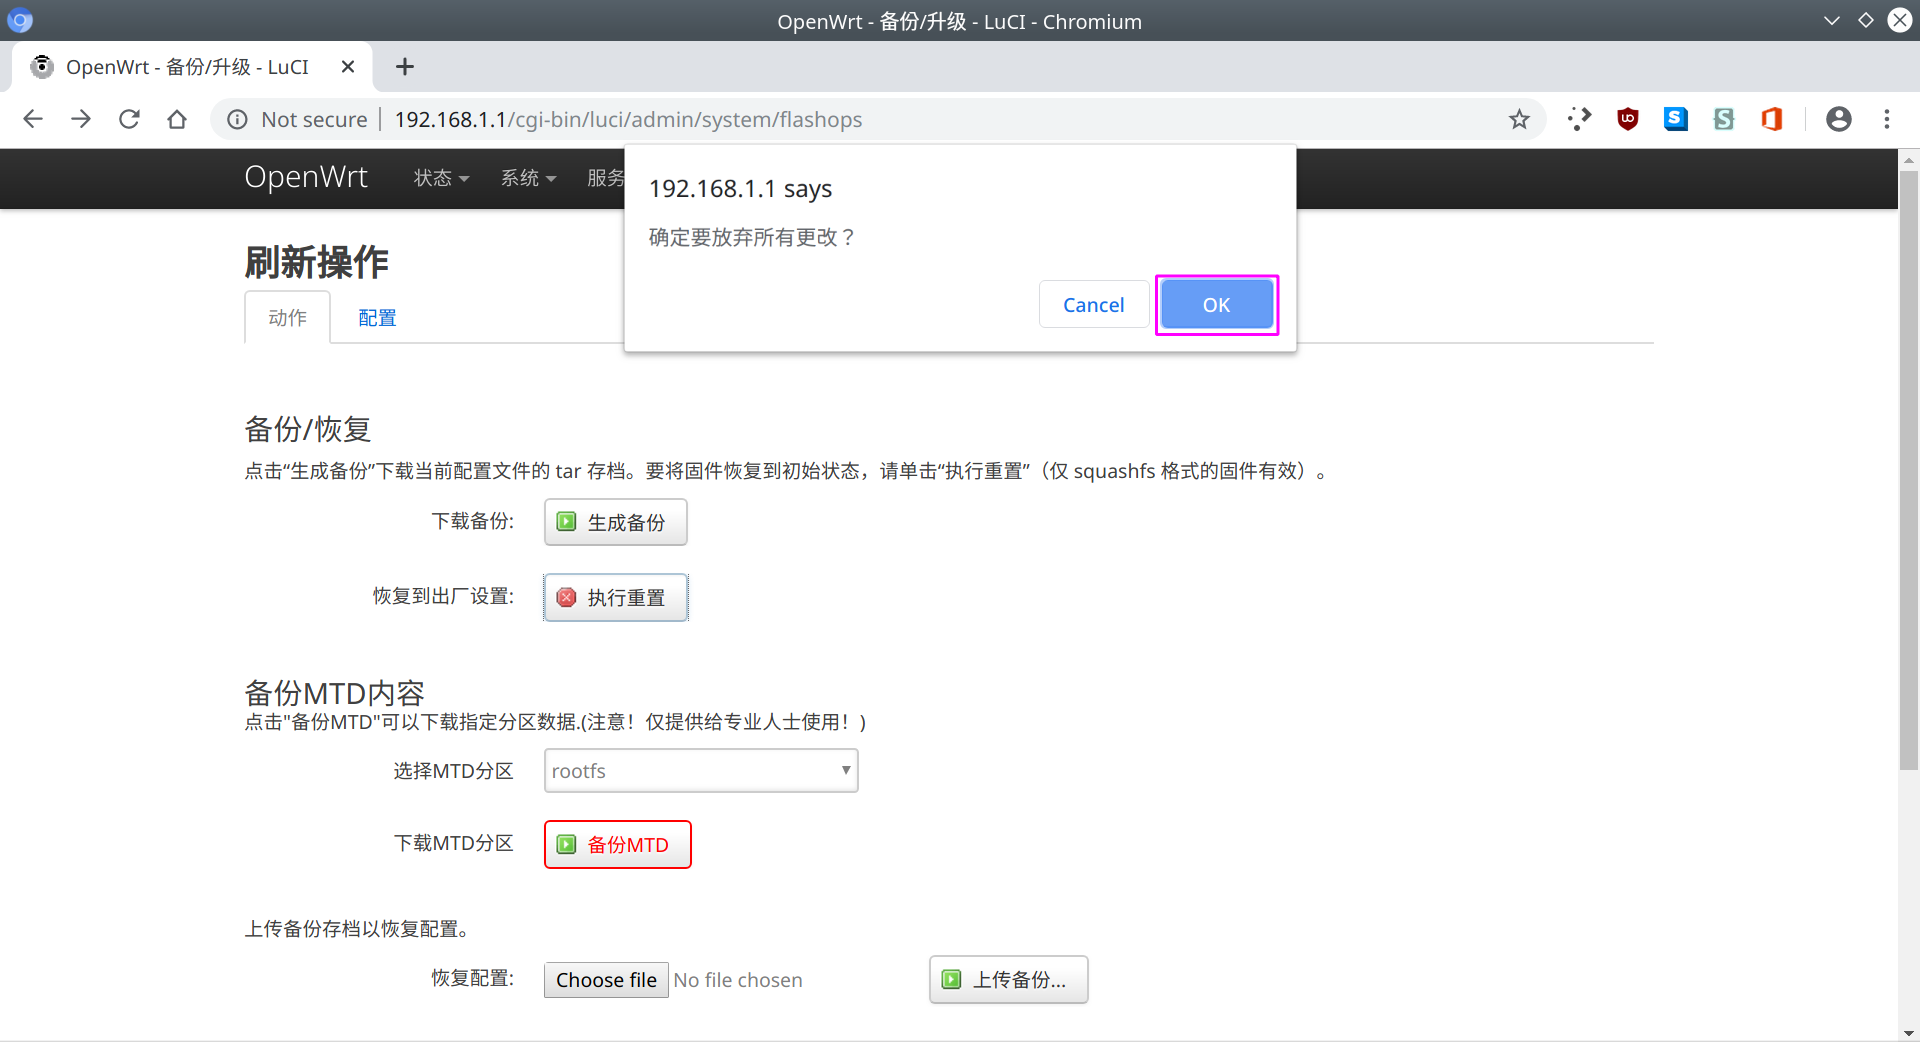 OpenWrt - 备份/升级 - LuCI - Chromium
OpenWrt - 备份/升级 - LuCI
Not secure
192.168.1.1/cgi-bin/luci/admin/system/flashops
OpenWrt
状态
系统
服务
192.168.1.1 says
确定要放弃所有更改？
Cancel
OK
刷新操作
动作
配置
备份/恢复
点击“生成备份”下载当前配置文件的 tar 存档。要将固件恢复到初始状态，请单击“执行重置”（仅 squashfs 格式的固件有效）。
下载备份:
生成备份
恢复到出厂设置:
执行重置
备份MTD内容
点击"备份MTD"可以下载指定分区数据.(注意！仅提供给专业人士使用！)
选择MTD分区
rootfs
下载MTD分区
备份MTD
上传备份存档以恢复配置。
恢复配置:
Choose file
No file chosen
上传备份...